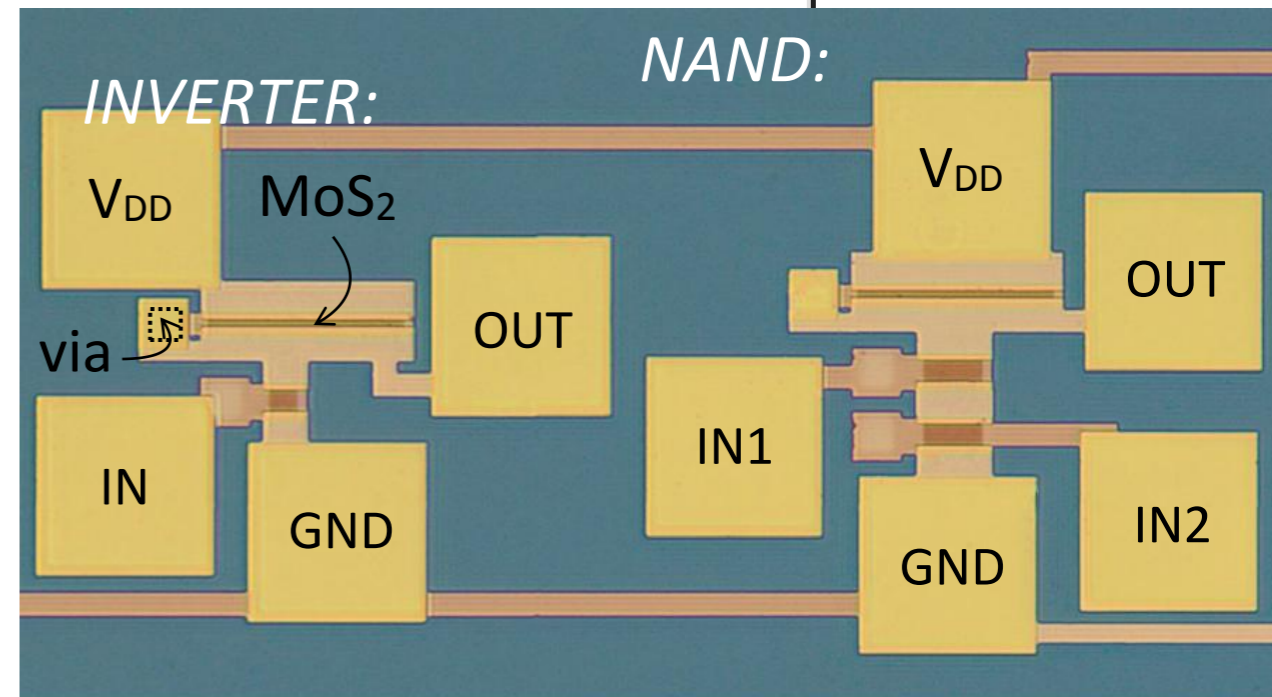 INVERTER:
VDD
MoS2
via
OUT
IN
GND
NAND:
VDD
OUT
IN1
IN2
GND